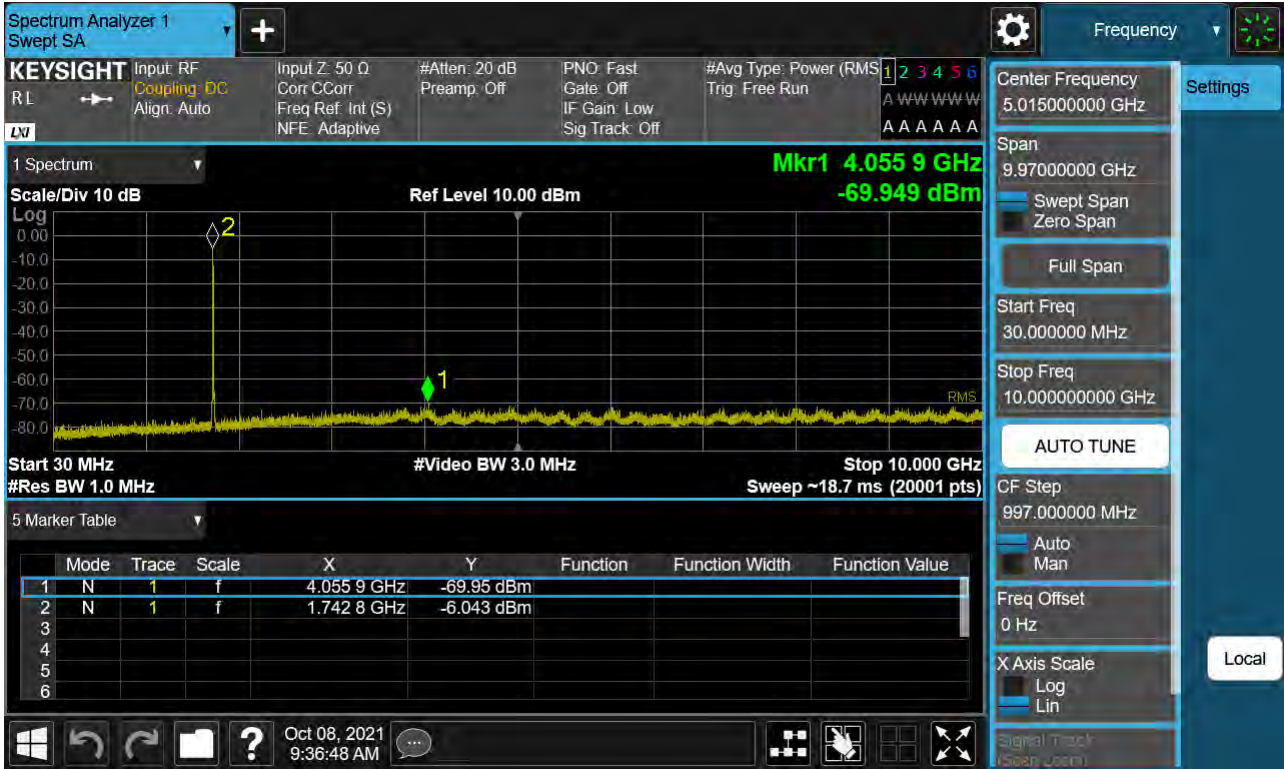 Spectrum Analyzer 1
Swept SA
+
Frequency
KEYSIGHT
RL
LXI
Input: RF
Coupling: DC
Align: Auto
Input Z: 50 Ω
Corr CCorr
Freq Ref: Int (S)
NFE: Adaptive
#Atten: 20 dB
Preamp: Off
PNO: Fast
Gate: Off
IF Gain: Low
Sig Track: Off
#Avg Type: Power (RMS
Trig: Free Run
1 2 3 4 5 6
A W W W W W
A A A A A A
1 Spectrum
Scale/Div 10 dB
Ref Level 10.00 dBm
Mkr1 4.055 9 GHz
-69.949 dBm
Log
0.00
-10.0
-20.0
-30.0
-40.0
-50.0
-60.0
-70.0
-80.0
2
1
RMS
Start 30 MHz
#Video BW 3.0 MHz
Stop 10.000 GHz
#Res BW 1.0 MHz
Sweep ~18.7 ms (20001 pts)
5 Marker Table
Mode Trace Scale X Y Function Function Width Function Value
1 N 1 f 4.055 9 GHz -69.95 dBm
2 N 1 f 1.742 8 GHz -6.043 dBm
3
4
5
6
Center Frequency
5.015000000 GHz
Settings
Span
9.97000000 GHz
Swept Span
Zero Span
Full Span
Start Freq
30.000000 MHz
Stop Freq
10.000000000 GHz
AUTO TUNE
CF Step
997.000000 MHz
Auto
Man
Freq Offset
0 Hz
X Axis Scale
Log
Lin
Local
Signal Track
(Span Zoom)
?
Oct 08, 2021
9:36:48 AM